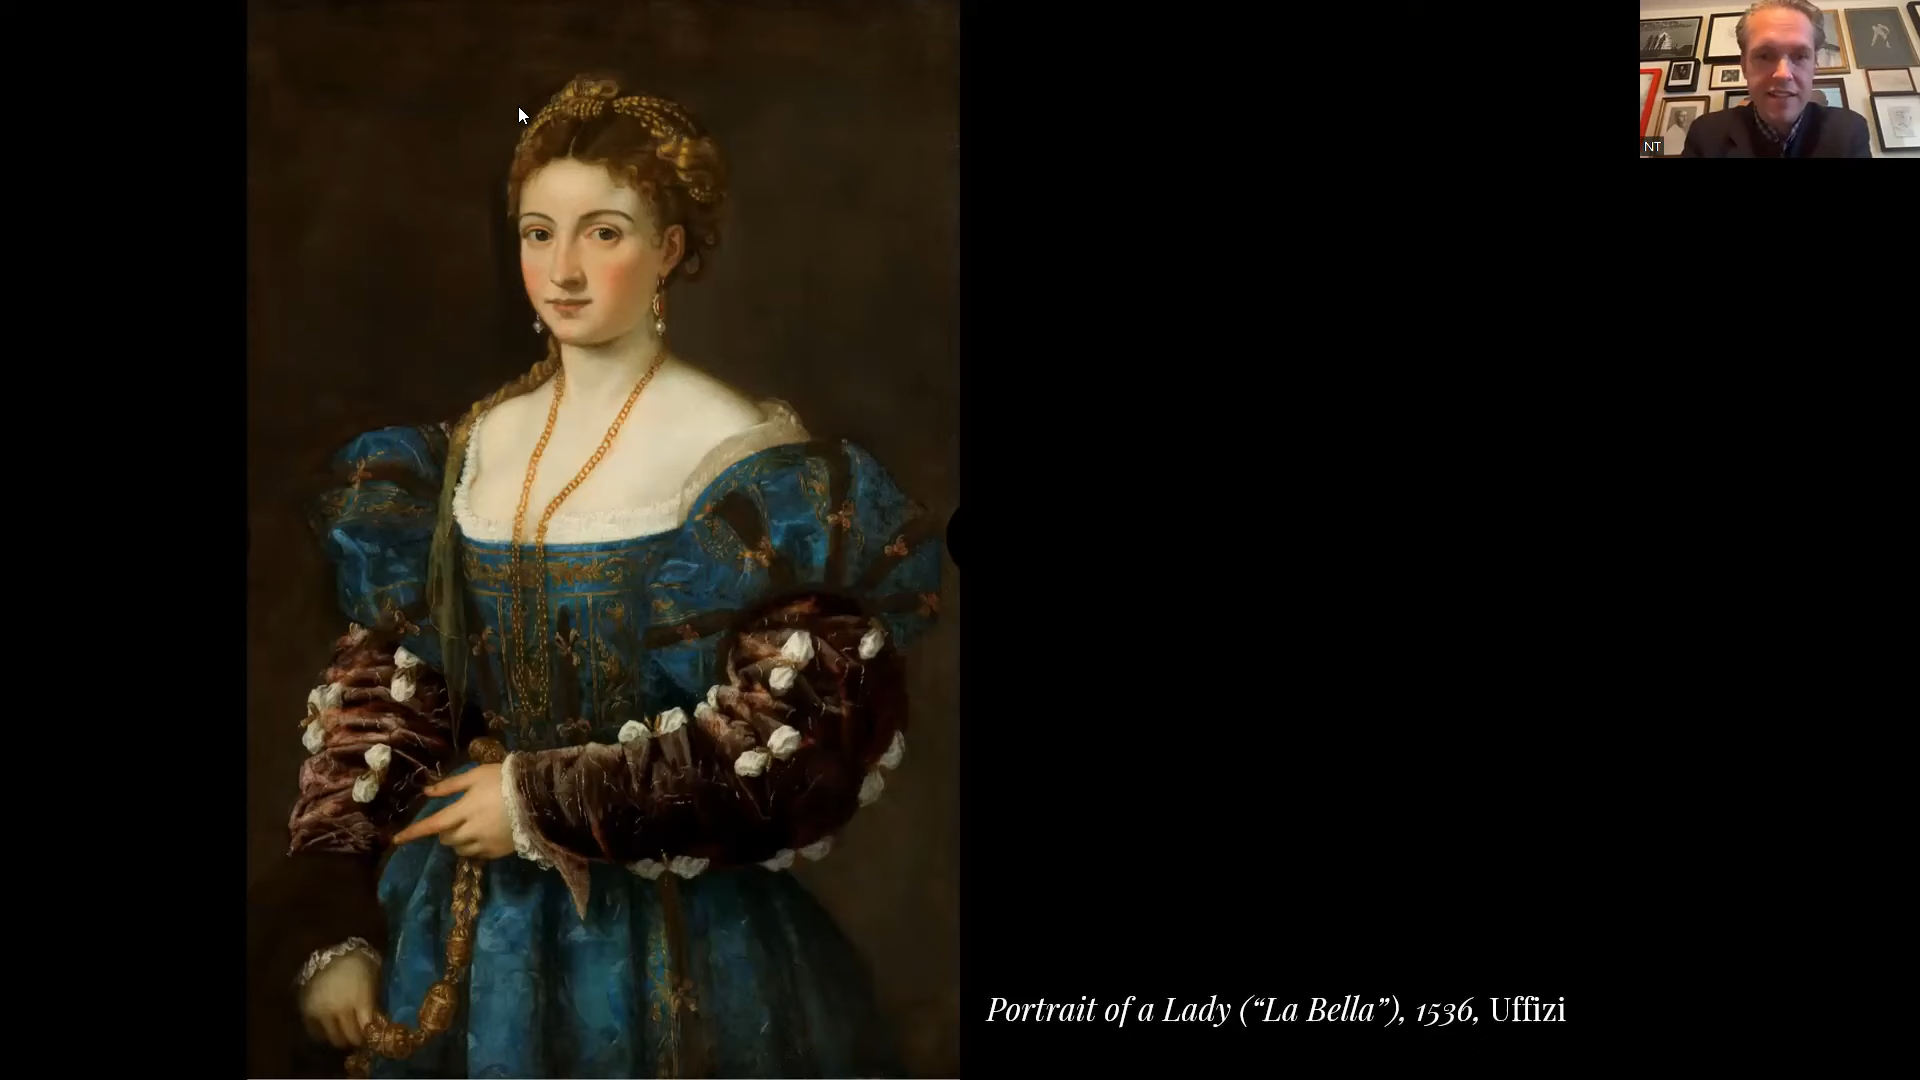 NT
Portrait of a Lady (“La Bella”), 1536, Uffizi